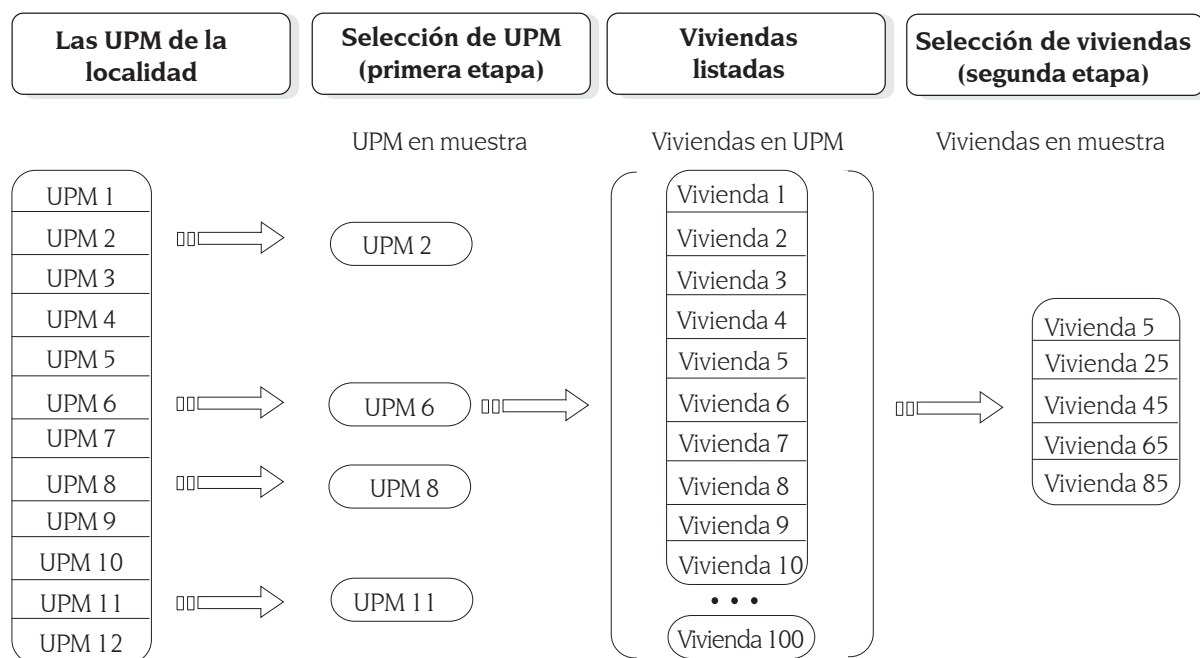 Las UPM de la
localidad
Selección de UPM
(primera etapa)
Viviendas
listadas
Selección de viviendas
(segunda etapa)
UPM en muestra
Viviendas en UPM
Viviendas en muestra
UPM 1
UPM 2
UPM 3
UPM 4
UPM 5
UPM 6
UPM 7
UPM 8
UPM 9
UPM 10
UPM 11
UPM 12
UPM 2
UPM 6
UPM 8
UPM 11
Vivienda 1
Vivienda 2
Vivienda 3
Vivienda 4
Vivienda 5
Vivienda 6
Vivienda 7
Vivienda 8
Vivienda 9
Vivienda 10
• • •
Vivienda 100
Vivienda 5
Vivienda 25
Vivienda 45
Vivienda 65
Vivienda 85